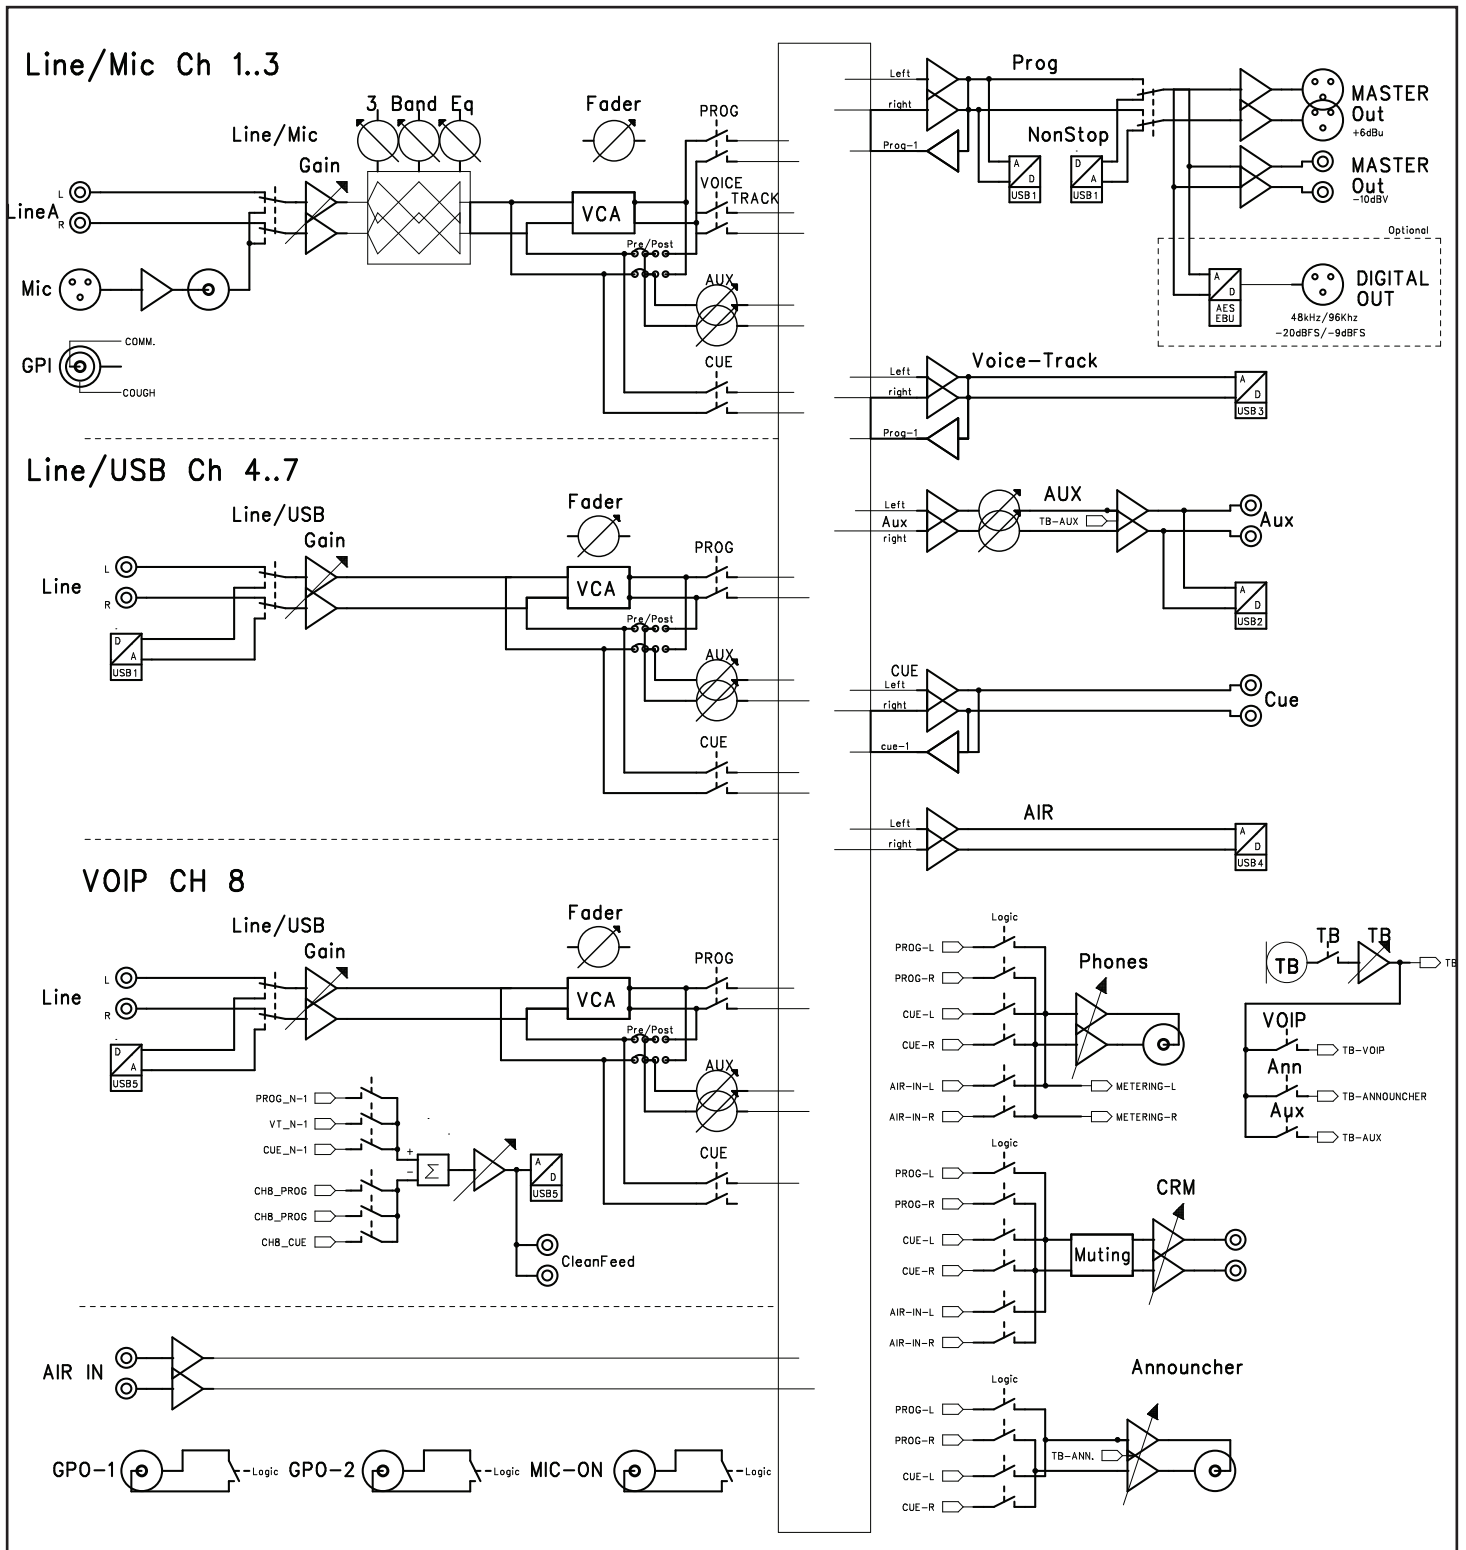 Line/Mic Ch 1..3
3 Band Eq
Fader
PROG
Line/Mic
Gain
L
LineA
R
VCA
VOICE
TRACK
Pre/Post
AUX
Mic
GPI
COMM.
COUGH
CUE
Line/USB Ch 4..7
Line/USB
Gain
Fader
PROG
L
Line
R
VCA
Pre/Post
D
A
USB1
AUX
CUE
VOIP CH 8
Line/USB
Gain
Fader
PROG
L
Line
R
VCA
Pre/Post
D
A
USB5
AUX
PROG_N-1
VT_N-1
CUE_N-1
CH8_PROG
CH8_PROG
CH8_CUE
+
-
Σ
A
D
USB5
CUE
CleanFeed
AIR IN
GPO-1
Logic
GPO-2
Logic
MIC-ON
Logic
Left
Prog
right
Prog-1
NonStop
A
D
USB1
D
A
USB1
MASTER
Out
+6dBu
MASTER
Out
-10dBV
Optional
A
D
AES
EBU
DIGITAL
OUT
48kHz/96Khz
-20dBFS/-9dBFS
Voice-Track
Left
right
Prog-1
A
D
USB3
Left
Aux
right
AUX
TB-AUX
Aux
A
D
USB2
CUE
Left
right
cue-1
Cue
AIR
Left
right
A
D
USB4
Logic
PROG-L
PROG-R
CUE-L
CUE-R
AIR-IN-L
AIR-IN-R
Phones
METERING-L
METERING-R
TB
TB
TB
TB
VOIP
TB-VOIP
Ann
TB-ANNOUNCHER
Aux
TB-AUX
Logic
PROG-L
PROG-R
CUE-L
CUE-R
AIR-IN-L
AIR-IN-R
Muting
CRM
Announcher
Logic
PROG-L
PROG-R
TB-ANN.
CUE-L
CUE-R